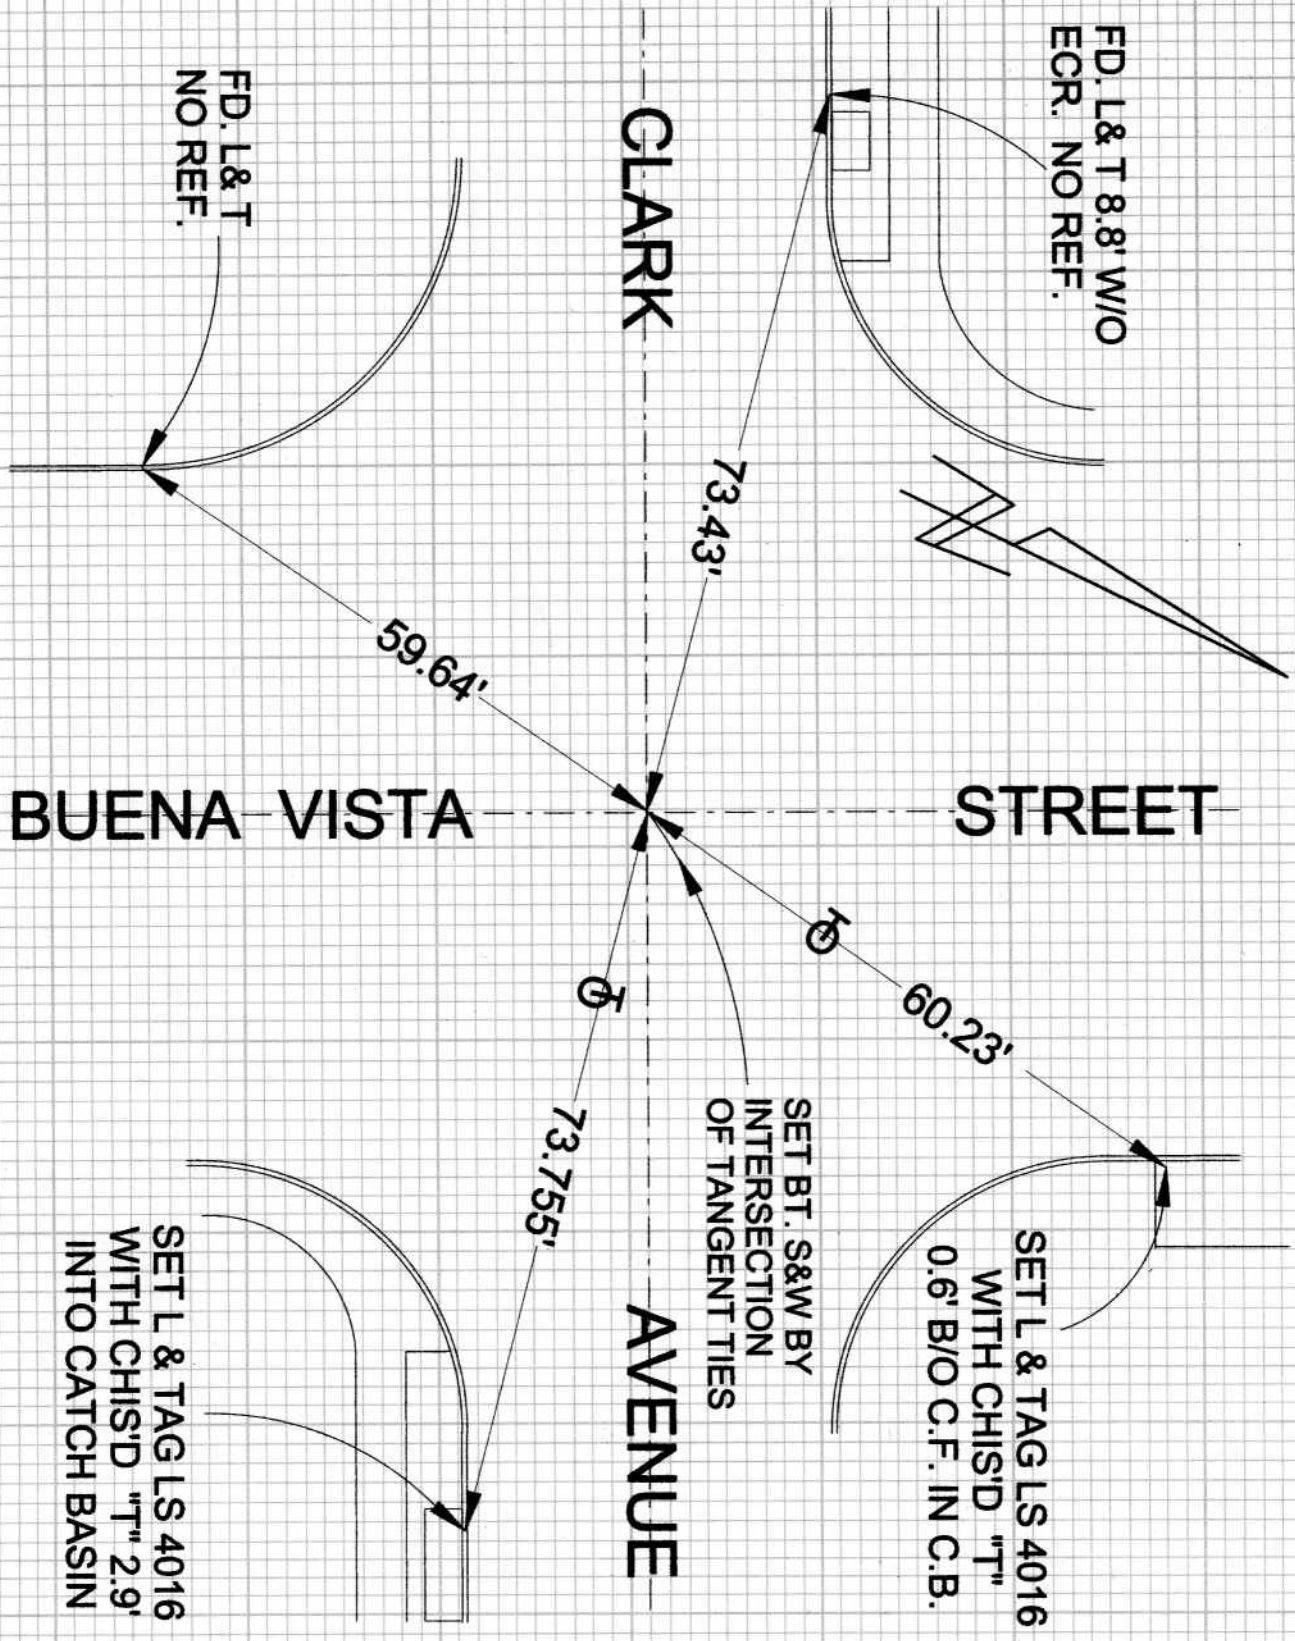 FD. L& T 8.8' W/O
ECR. NO REF.
FD. L& T
NO REF.
CLARK
73.43'
59.64'
BUENA VISTA
STREET
60.23'
73.755'
SET BT. S&W BY
INTERSECTION
OF TANGENT TIES
AVENUE
SET L & TAG LS 4016
WITH CHIS'D "T"
0.6' B/O C.F. IN C.B.
SET L & TAG LS 4016
WITH CHIS'D "T" 2.9'
INTO CATCH BASIN